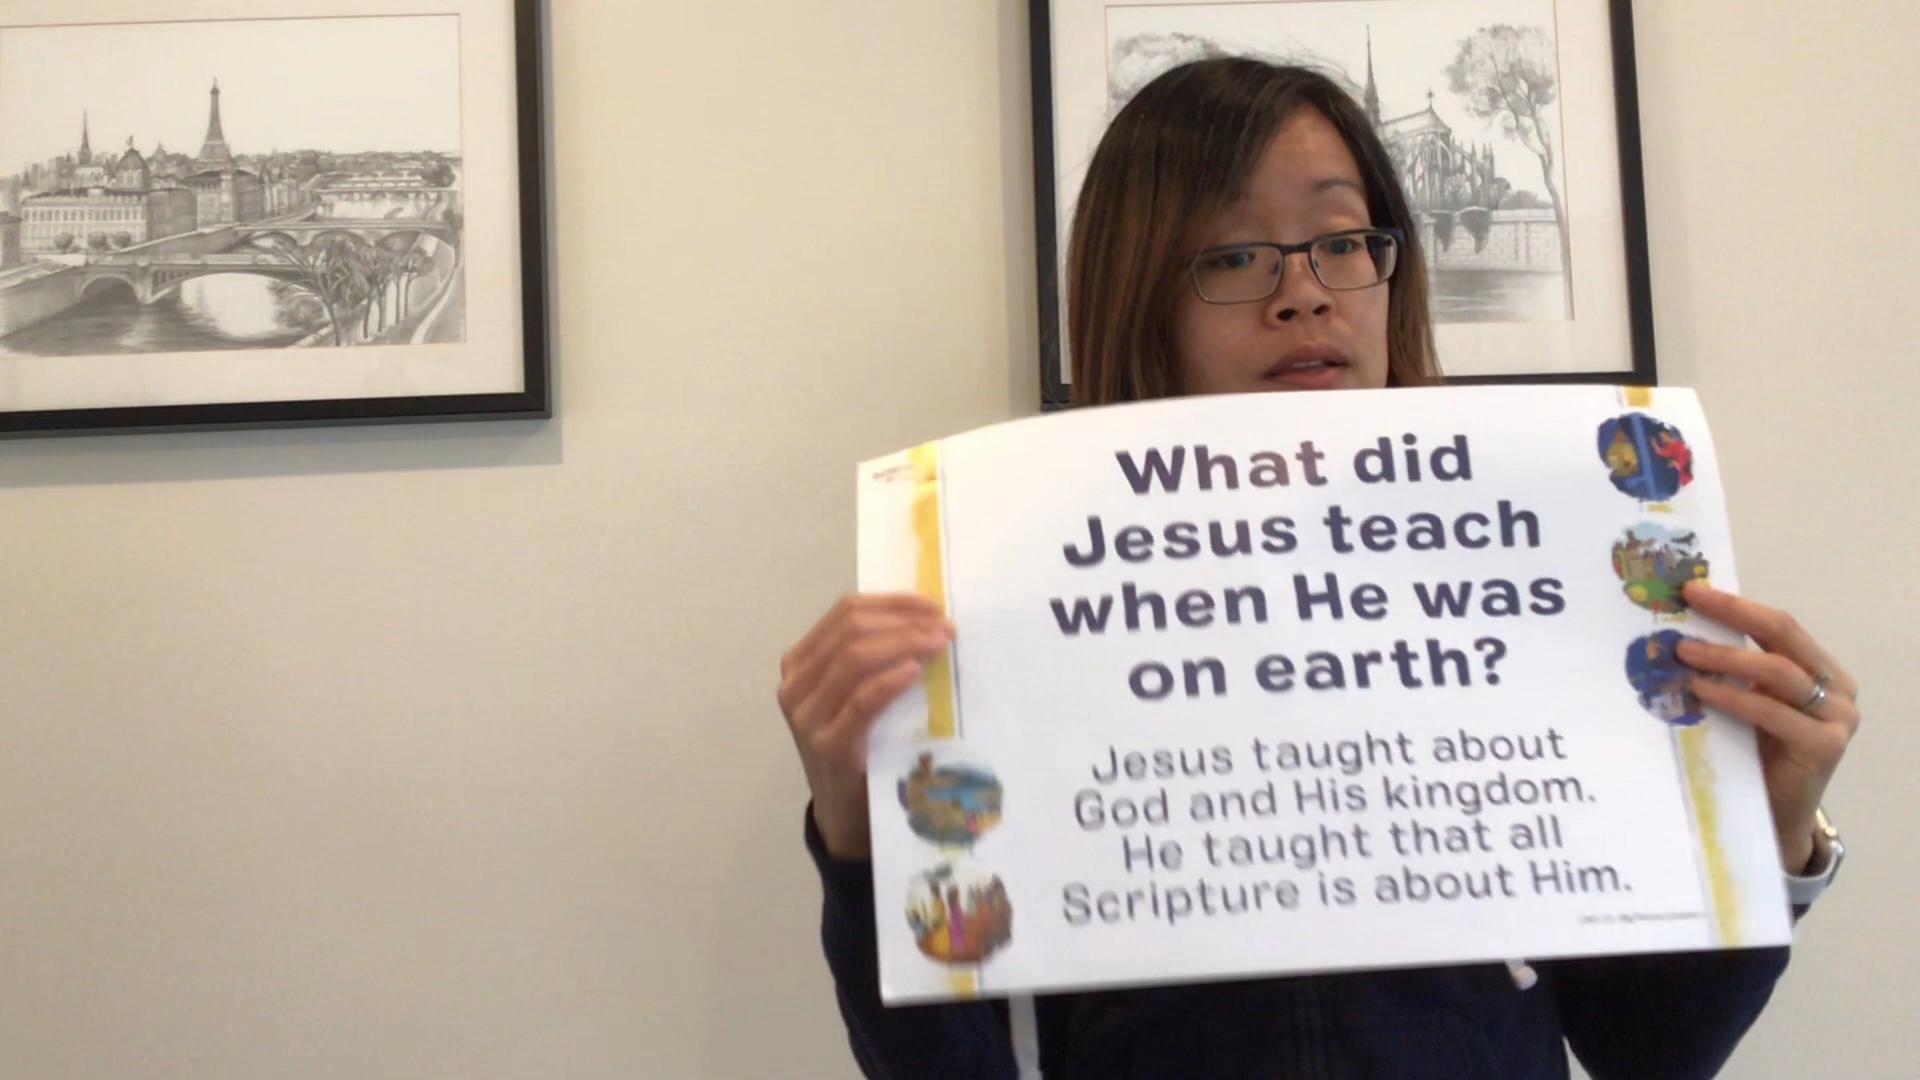 What did
Jesus teach
when He was
on earth?
Jesus taught about
God and His kingdom.
He taught that all
Scripture is about Him.